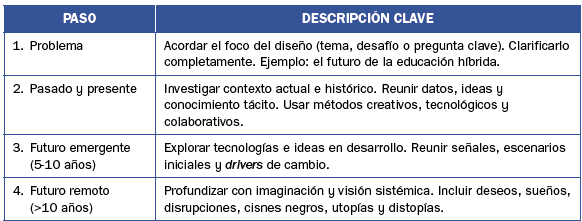 PASO
DESCRIPCIÓN CLAVE
1. Problema
Acordar el foco del diseño (tema, desafío o pregunta clave). Clarificarlo
completamente. Ejemplo: el futuro de la educación híbrida.
2. Pasado y presente
Investigar contexto actual e histórico. Reunir datos, ideas y
conocimiento tácito. Usar métodos creativos, tecnológicos y
colaborativos.
3. Futuro emergente
(5-10 años)
Explorar tecnologías e ideas en desarrollo. Reunir señales, escenarios
iniciales y drivers de cambio.
4. Futuro remoto
(>10 años)
Profundizar con imaginación y visión sistémica. Incluir deseos, sueños,
disrupciones, cisnes negros, utopías y distopías.